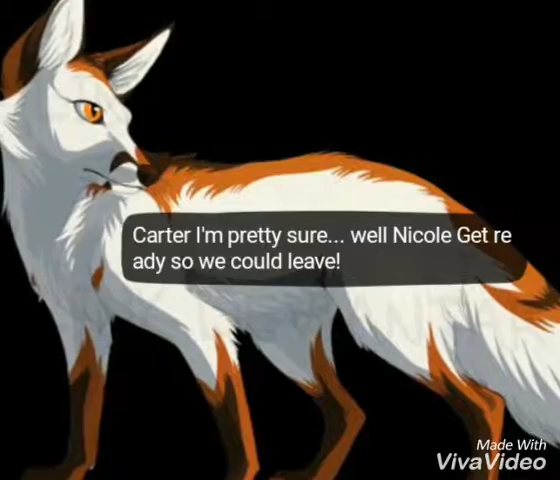 Carter I'm pretty sure... well Nicole Get re
ady so we could leave!
Made With
VivaVideo